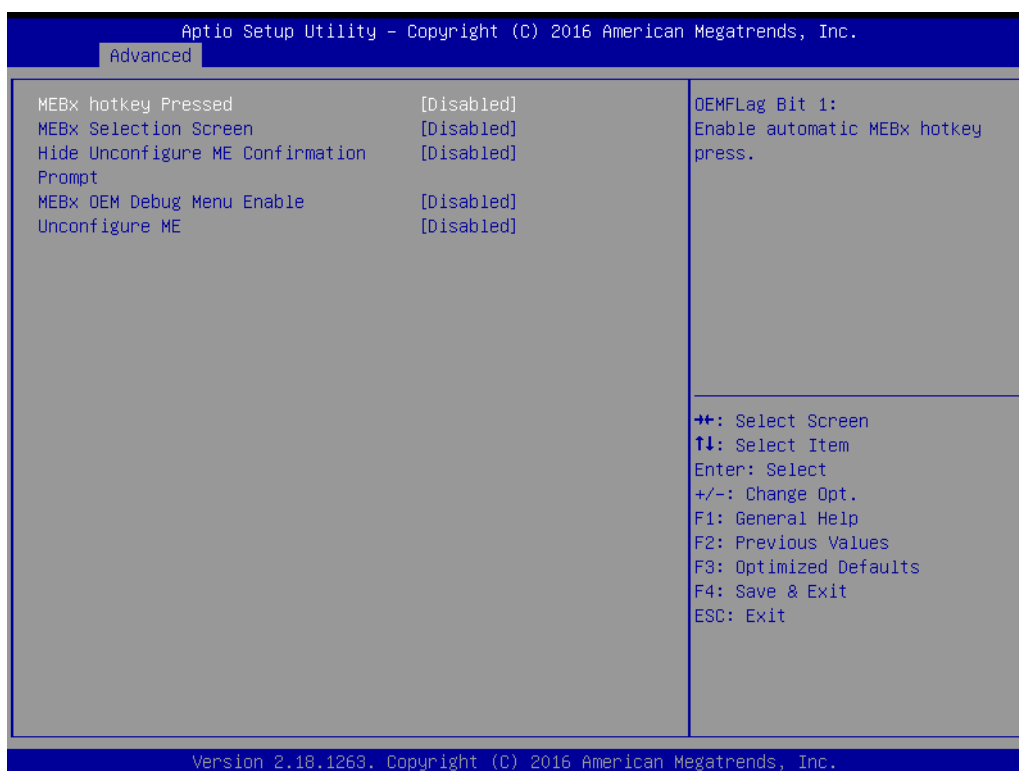 Aptio Setup Utility – Copyright (C) 2016 American Megatrends, Inc.
Advanced
MEBx hotkey Pressed [Disabled]
MEBx Selection Screen [Disabled]
Hide Unconfigure ME Confirmation [Disabled]
Prompt
MEBx OEM Debug Menu Enable [Disabled]
Unconfigure ME [Disabled]
OEMFLag Bit 1:
Enable automatic MEBx hotkey
press.
→←: Select Screen
↑↓: Select Item
Enter: Select
+/-: Change Opt.
F1: General Help
F2: Previous Values
F3: Optimized Defaults
F4: Save & Exit
ESC: Exit
Version 2.18.1263. Copyright (C) 2016 American Megatrends, Inc.